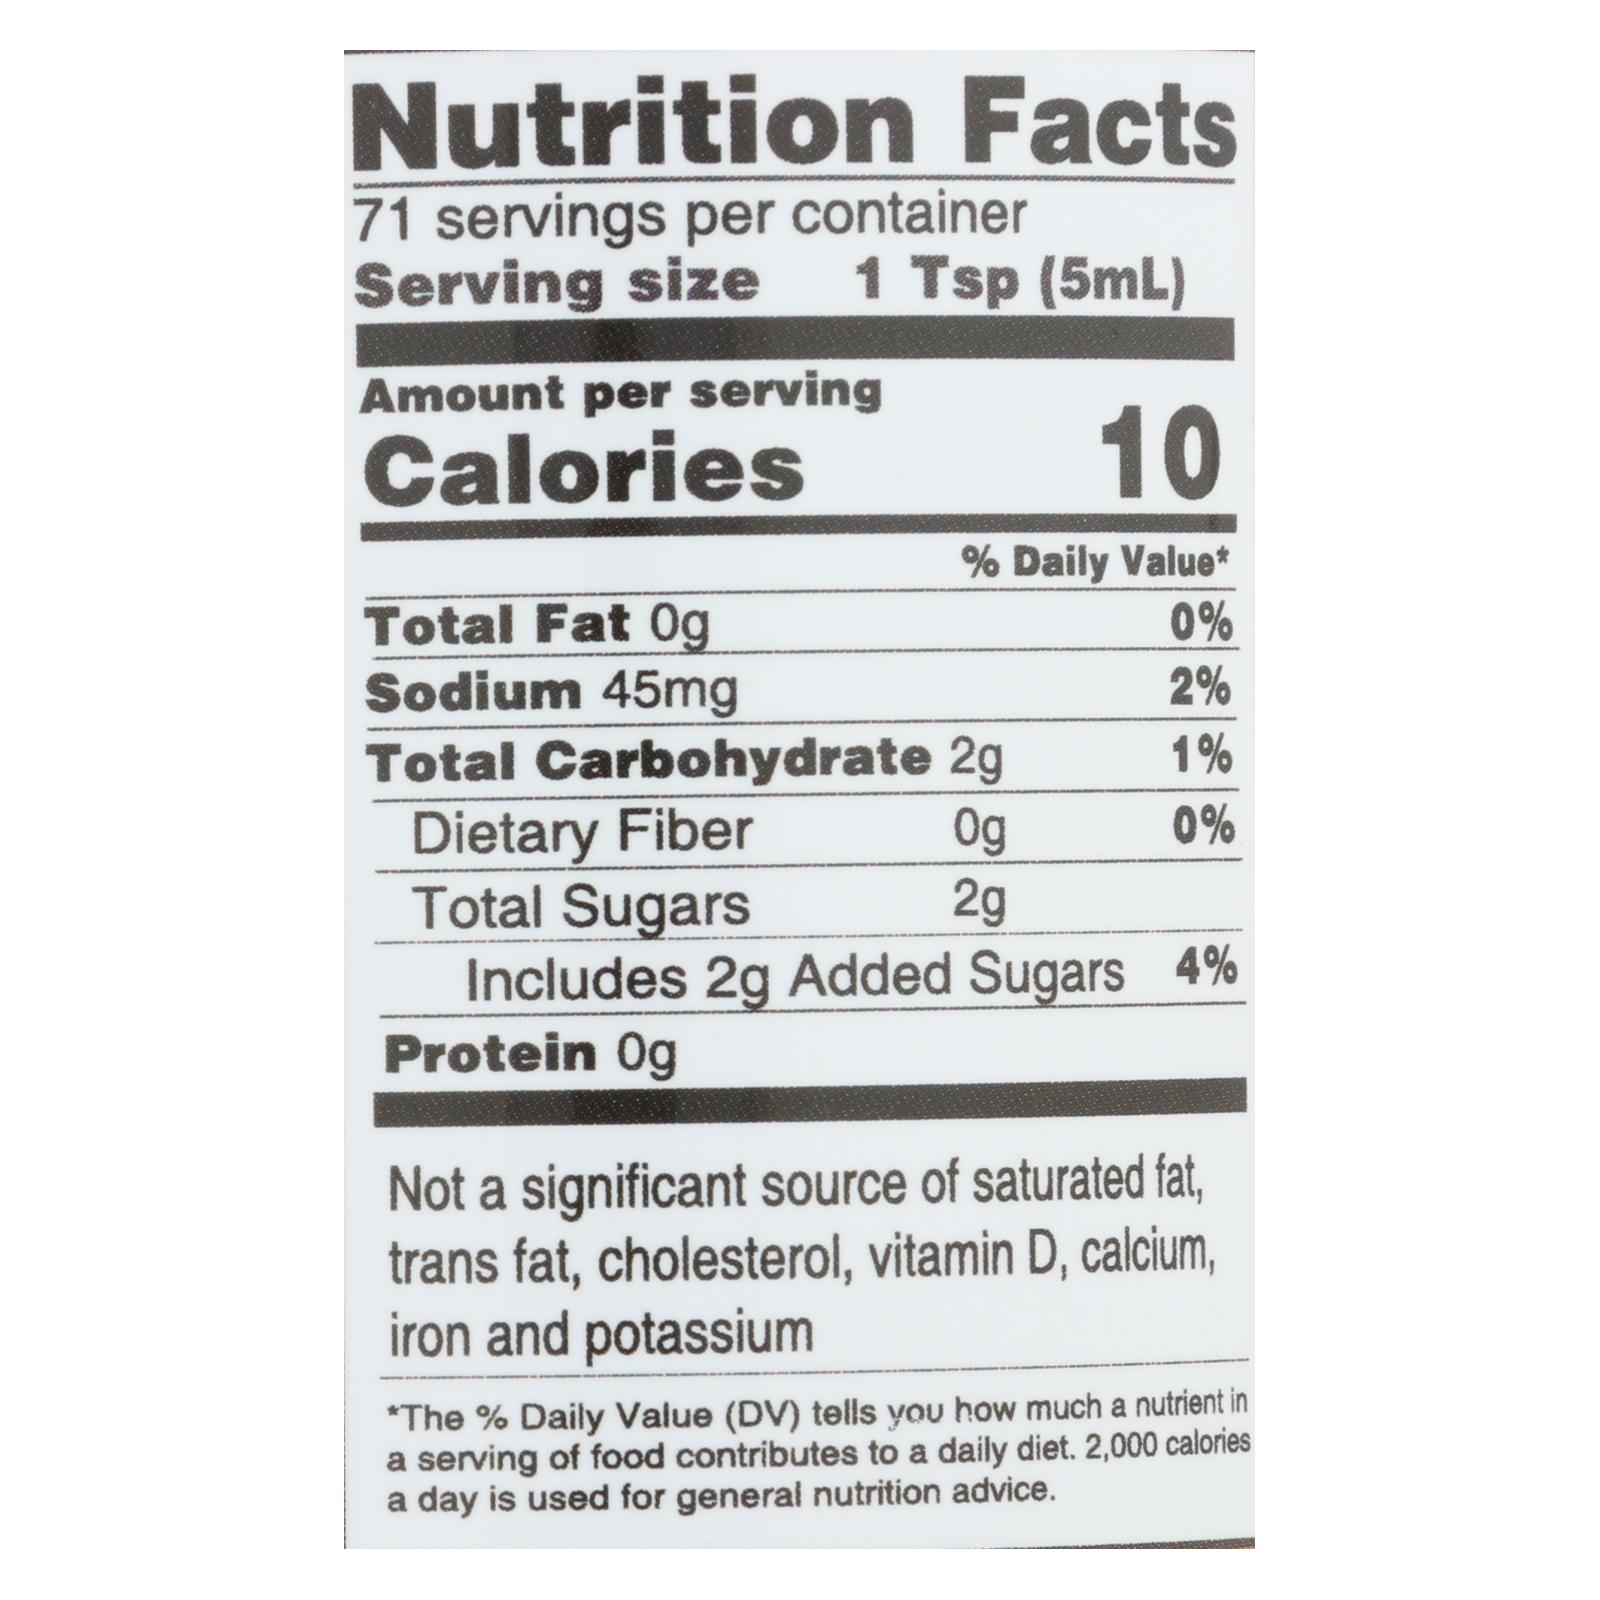 Nutrition Facts
71 servings per container
Serving size 1 Tsp (5mL)
Amount per serving
Calories 10
% Daily Value*
Total Fat 0g 0%
Sodium 45mg 2%
Total Carbohydrate 2g 1%
Dietary Fiber 0g 0%
Total Sugars 2g
Includes 2g Added Sugars 4%
Protein 0g
Not a significant source of saturated fat,
trans fat, cholesterol, vitamin D, calcium,
iron and potassium
*The % Daily Value (DV) tells you how much a nutrient in
a serving of food contributes to a daily diet. 2,000 calories
a day is used for general nutrition advice.